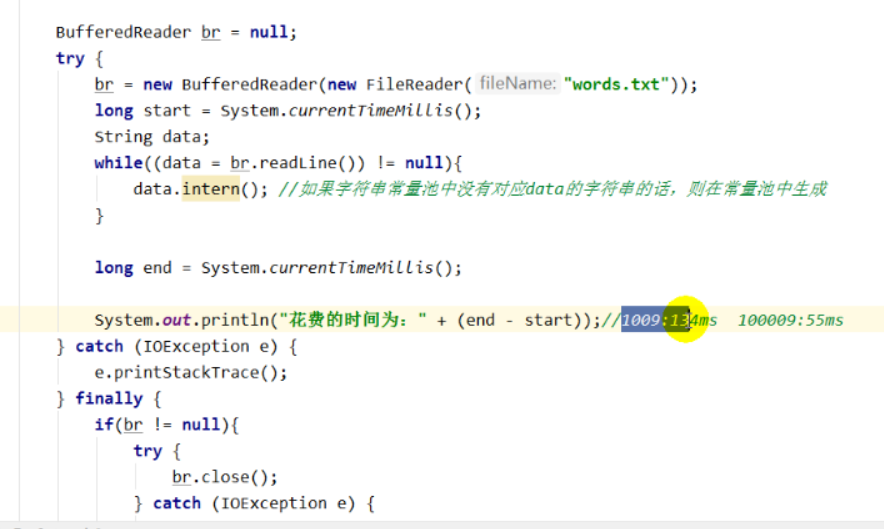 BufferedReader br = null;
try {
br = new BufferedReader(new FileReader( fileName: "words.txt"));
long start = System.currentTimeMillis();
String data;
while((data = br.readLine()) != null){
data.intern(); //如果字符串常量池中没有对应data的字符串的话，则在常量池中生成
}
long end = System.currentTimeMillis();
System.out.println("花费的时间为：" + (end - start));//1009:134ms  100009:55ms
} catch (IOException e) {
e.printStackTrace();
} finally {
if(br != null){
try {
br.close();
} catch (IOException e) {